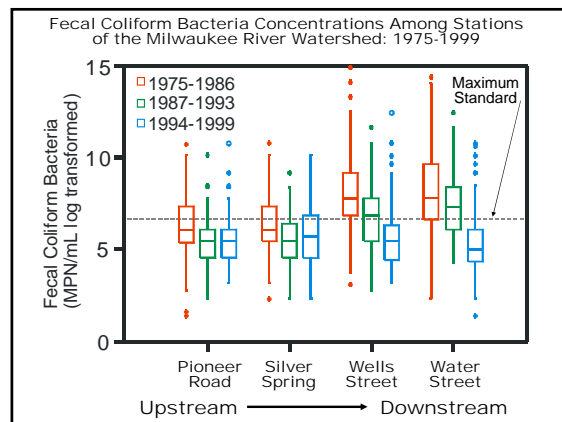 Fecal Coliform Bacteria Concentrations Among Stations
of the Milwaukee River Watershed: 1975-1999
Fecal Coliform Bacteria
(MPN/mL log transformed)
15
10
5
0
1975-1986
1987-1993
1994-1999
Maximum
Standard
Pioneer
Road
Silver
Spring
Wells
Street
Water
Street
Upstream
Downstream